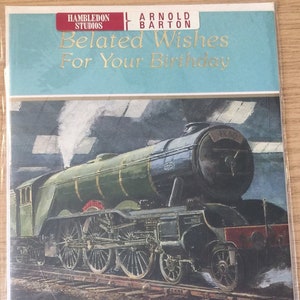 HAMBLEDON
STUDIOS
L ARNOLD
BARTON
Belated Wishes
For Your Birthday